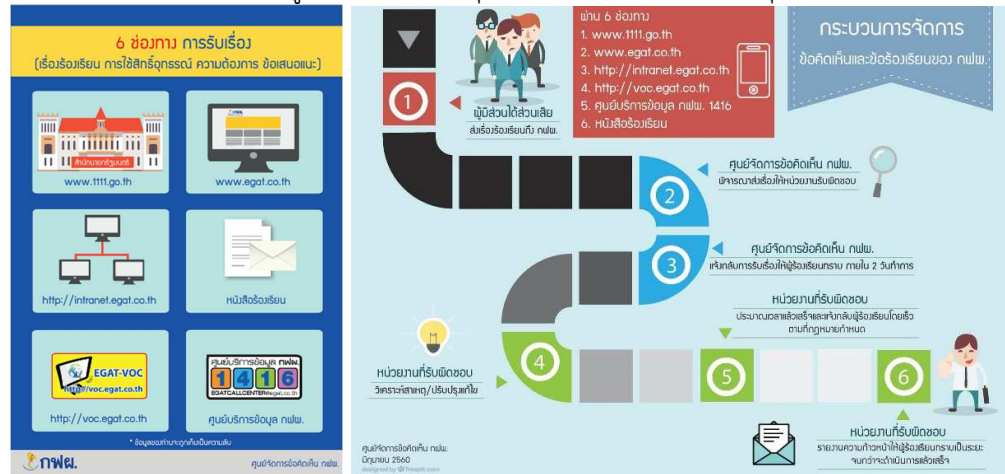 6 ช่องทาง การรับเรื่อง
(เรื่องร้องเรียน การใช้สิทธิ์อุทธรณ์ ความต้องการ ข้อเสนอแนะ)
สำนักนายกรัฐมนตรี
www.1111.go.th
www.egat.co.th
http://intranet.egat.co.th
หนังสือร้องเรียน
EGAT-VOC
http://voc.egat.co.th
http://voc.egat.co.th
ศูนย์บริการข้อมูล กฟผ.
1416
EGATCALLCENTER@egat.co.th
ศูนย์บริการข้อมูล กฟผ.
* ข้อมูลของท่านจะถูกเก็บเป็นความลับ
กฟผ.
ศูนย์จัดการข้อคิดเห็น กฟผ.
กระบวนการจัดการ
ข้อคิดเห็นและข้อร้องเรียนของ กฟผ.
ผ่าน 6 ช่องทาง
1. www.1111.go.th
2. www.egat.co.th
3. http://intranet.egat.co.th
4. http://voc.egat.co.th
5. ศูนย์บริการข้อมูล กฟผ. 1416
6. หนังสือร้องเรียน
1
ผู้มีส่วนได้ส่วนเสีย
ส่งเรื่องร้องเรียนถึง กฟผ.
2
ศูนย์จัดการข้อคิดเห็น กฟผ.
พิจารณาส่งเรื่องให้หน่วยงานรับผิดชอบ
3
ศูนย์จัดการข้อคิดเห็น กฟผ.
แจ้งกลับการรับเรื่องให้ผู้ร้องเรียนทราบ ภายใน 2 วันทำการ
4
หน่วยงานที่รับผิดชอบ
วิเคราะห์สาเหตุ/ปรับปรุงแก้ไข
5
หน่วยงานที่รับผิดชอบ
ประมาณเวลาแล้วเสร็จและแจ้งกลับผู้ร้องเรียนโดยเร็ว
ตามที่กฎหมายกำหนด
6
หน่วยงานที่รับผิดชอบ
รายงานความก้าวหน้าให้ผู้ร้องเรียนทราบเป็นระยะ
จนกว่าจะดำเนินการแล้วเสร็จ
ศูนย์จัดการข้อคิดเห็น กฟผ.
มิถุนายน 2560
designed by freepik.com